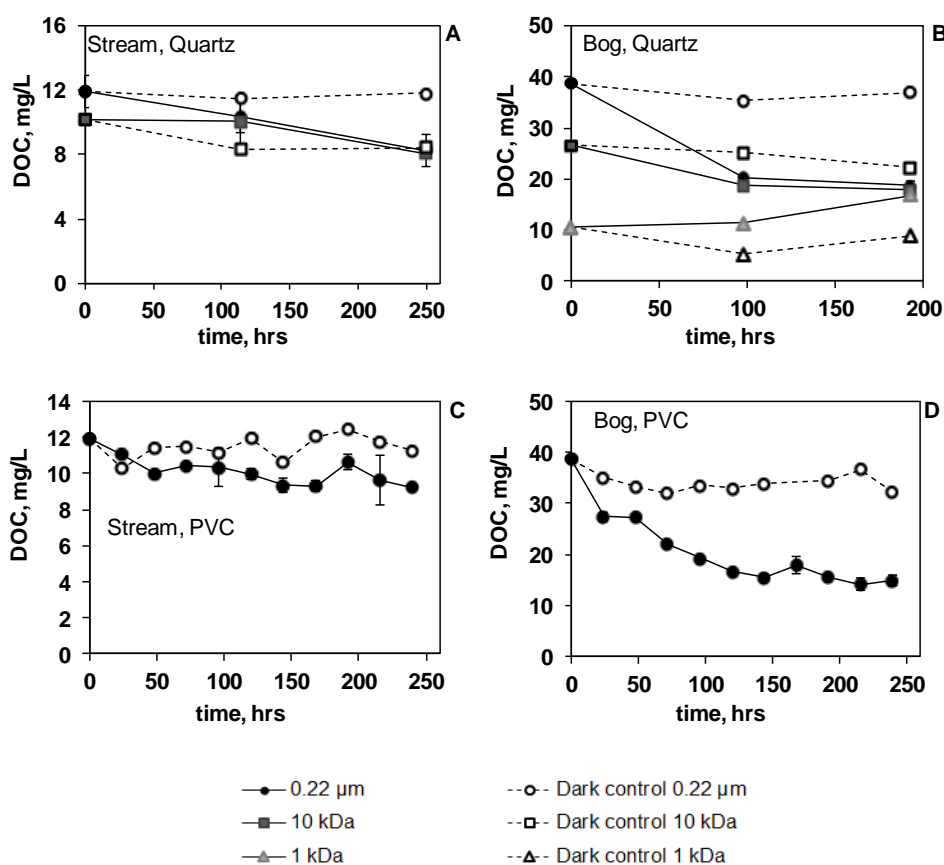 A
Stream, Quartz
DOC, mg/L
16
12
8
4
0
0 50 100 150 200 250
time, hrs
B
Bog, Quartz
DOC, mg/L
50
40
30
20
10
0
0 50 100 150 200
time, hrs
C
Stream, PVC
DOC, mg/L
14
12
10
8
6
4
2
0
0 50 100 150 200 250
time, hrs
D
Bog, PVC
DOC, mg/L
50
40
30
20
10
0
0 50 100 150 200 250
time, hrs
0.22 µm
10 kDa
1 kDa
Dark control 0.22 µm
Dark control 10 kDa
Dark control 1 kDa